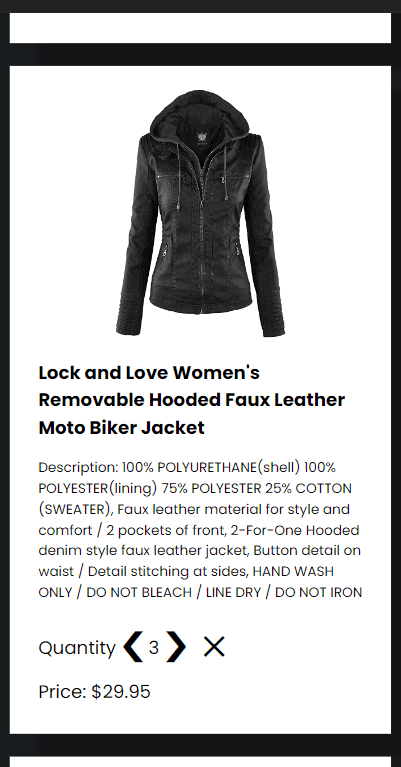 Lock and Love Women's
Removable Hooded Faux Leather
Moto Biker Jacket
Description: 100% POLYURETHANE(shell) 100%
POLYESTER(lining) 75% POLYESTER 25% COTTON
(SWEATER), Faux leather material for style and
comfort / 2 pockets of front, 2-For-One Hooded
denim style faux leather jacket, Button detail on
waist / Detail stitching at sides, HAND WASH
ONLY / DO NOT BLEACH / LINE DRY / DO NOT IRON
Quantity ❮ 3 ❯ ✕
Price: $29.95